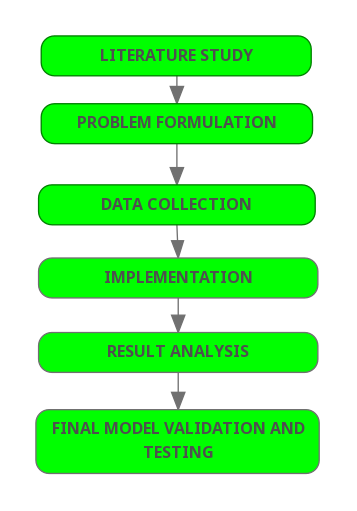 LITERATURE STUDY
PROBLEM FORMULATION
DATA COLLECTION
IMPLEMENTATION
RESULT ANALYSIS
FINAL MODEL VALIDATION AND
TESTING